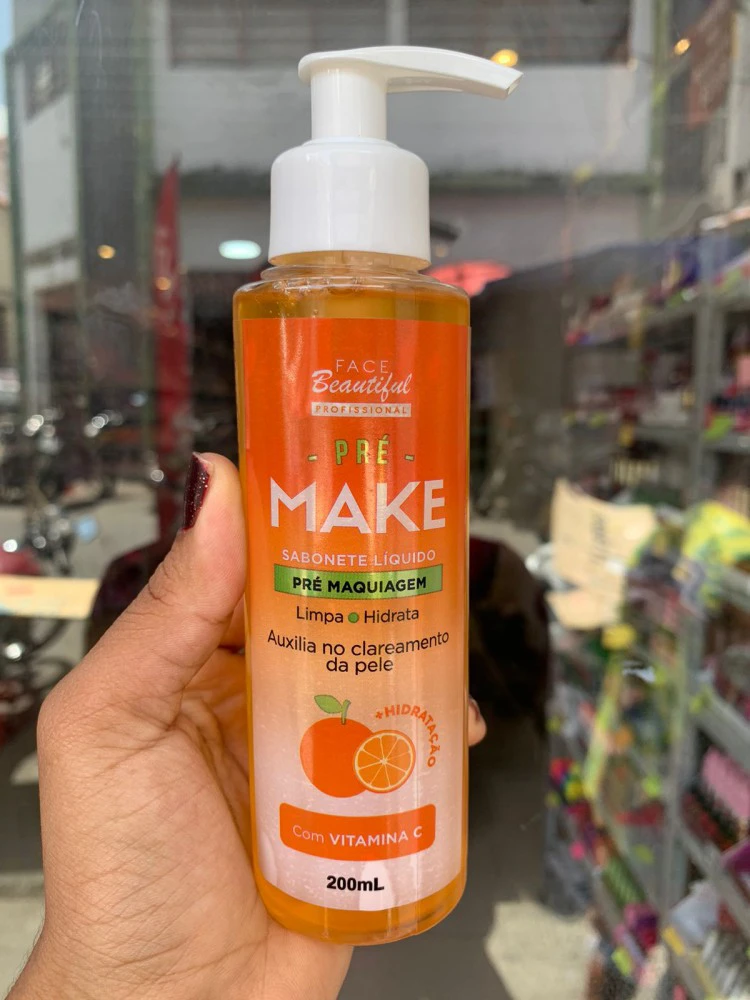 FACE
Beautiful
PROFISSIONAL
- PRÉ -
MAKE
SABONETE LÍQUIDO
PRÉ MAQUIAGEM
Limpa ● Hidrata
Auxilia no clareamento
da pele
+HIDRATAÇÃO
Com VITAMINA C
200mL